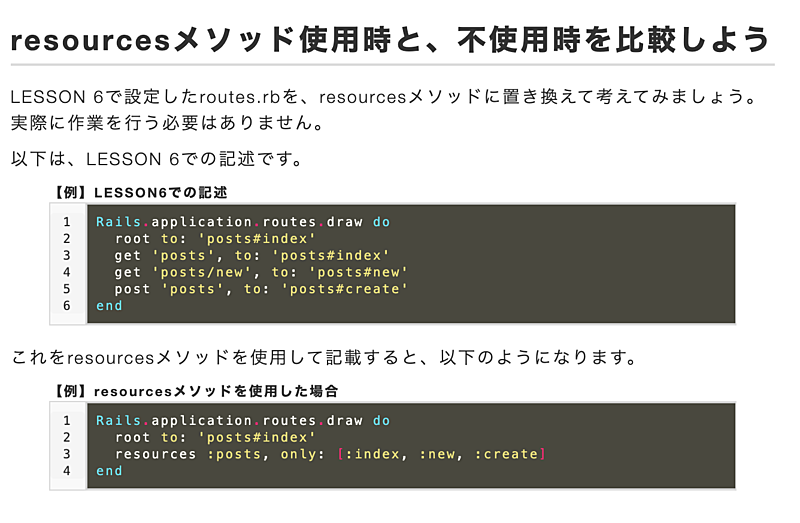 resourcesメソッド使用時と、不使用時を比較しよう
LESSON 6で設定したroutes.rbを、resourcesメソッドに置き換えて考えてみましょう。
実際に作業を行う必要はありません。
以下は、LESSON 6での記述です。
【例】LESSON6での記述
1 Rails.application.routes.draw do
2   root to: 'posts#index'
3   get 'posts', to: 'posts#index'
4   get 'posts/new', to: 'posts#new'
5   post 'posts', to: 'posts#create'
6 end
これをresourcesメソッドを使用して記載すると、以下のようになります。
【例】resourcesメソッドを使用した場合
1 Rails.application.routes.draw do
2   root to: 'posts#index'
3   resources :posts, only: [:index, :new, :create]
4 end